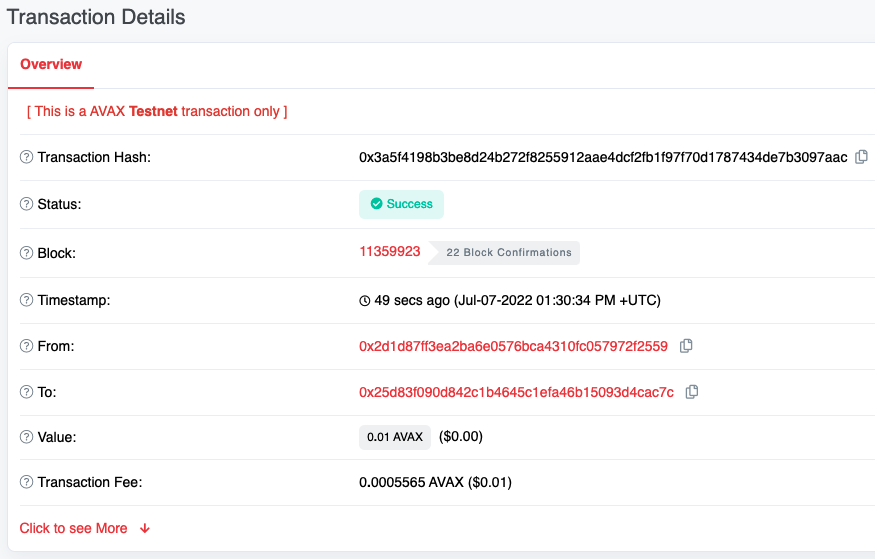 Transaction Details
Overview
[ This is a AVAX Testnet transaction only ]
Transaction Hash: 0x3a5f4198b3be8d24b272f8255912aae4dcf2fb1f97f70d1787434de7b3097aac
Status: Success
Block: 11359923 22 Block Confirmations
Timestamp: 49 secs ago (Jul-07-2022 01:30:34 PM +UTC)
From: 0x2d1d87ff3ea2ba6e0576bca4310fc057972f2559
To: 0x25d83f090d842c1b4645c1efa46b15093d4cac7c
Value: 0.01 AVAX ($0.00)
Transaction Fee: 0.0005565 AVAX ($0.01)
Click to see More